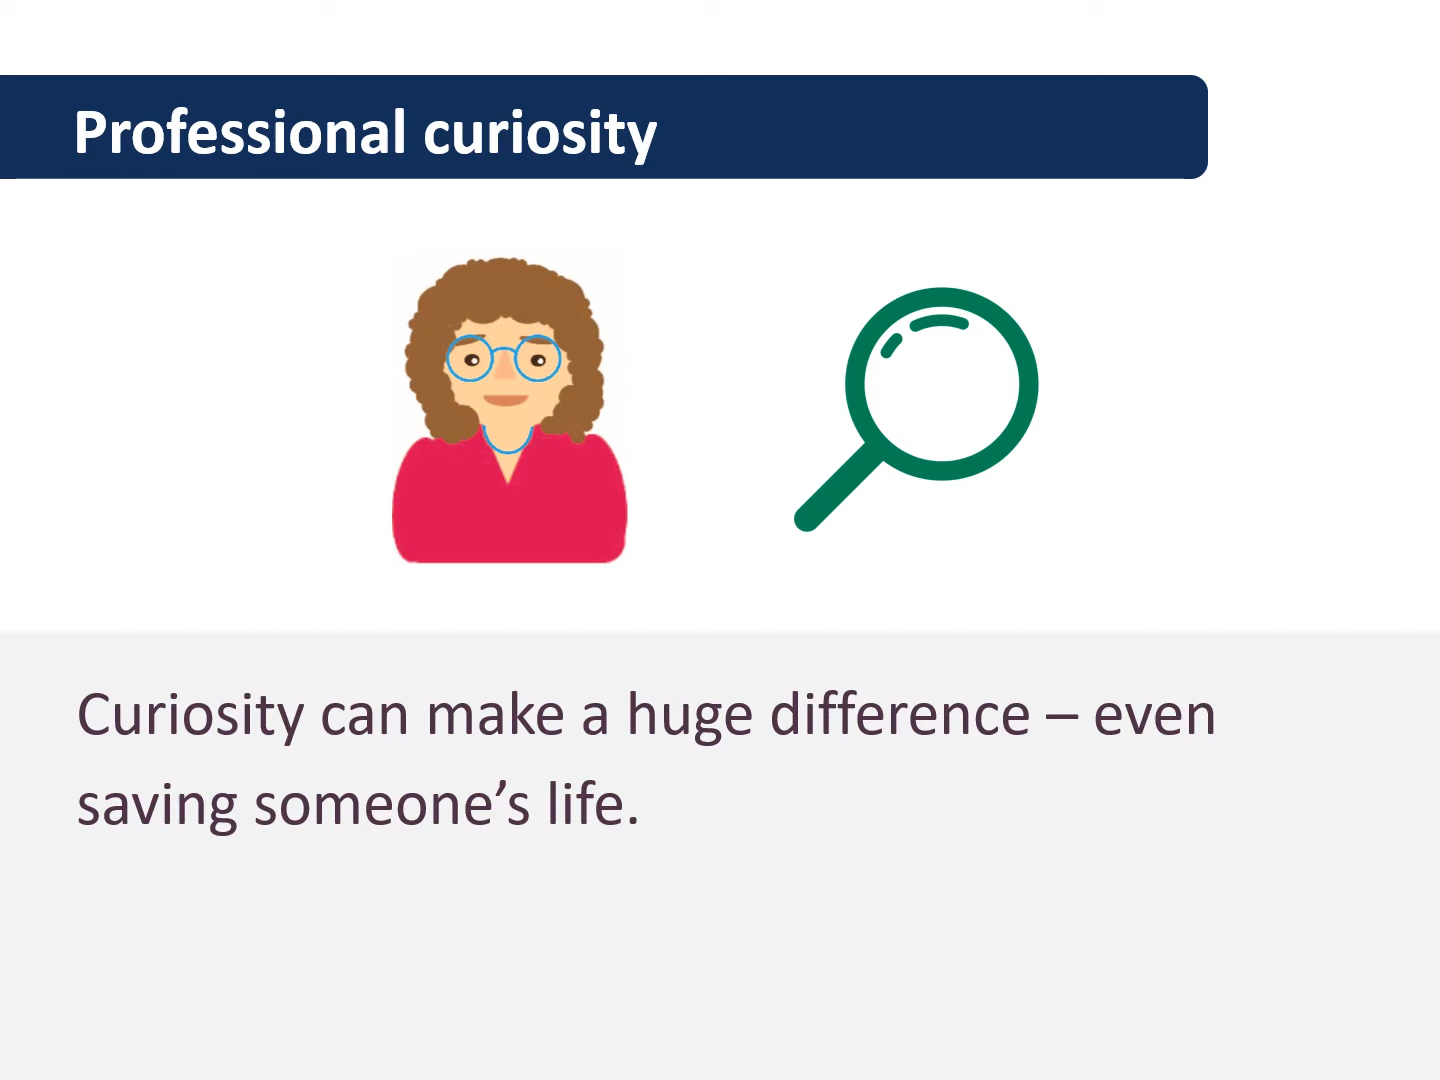 Professional curiosity
Curiosity can make a huge difference – even
saving someone’s life.